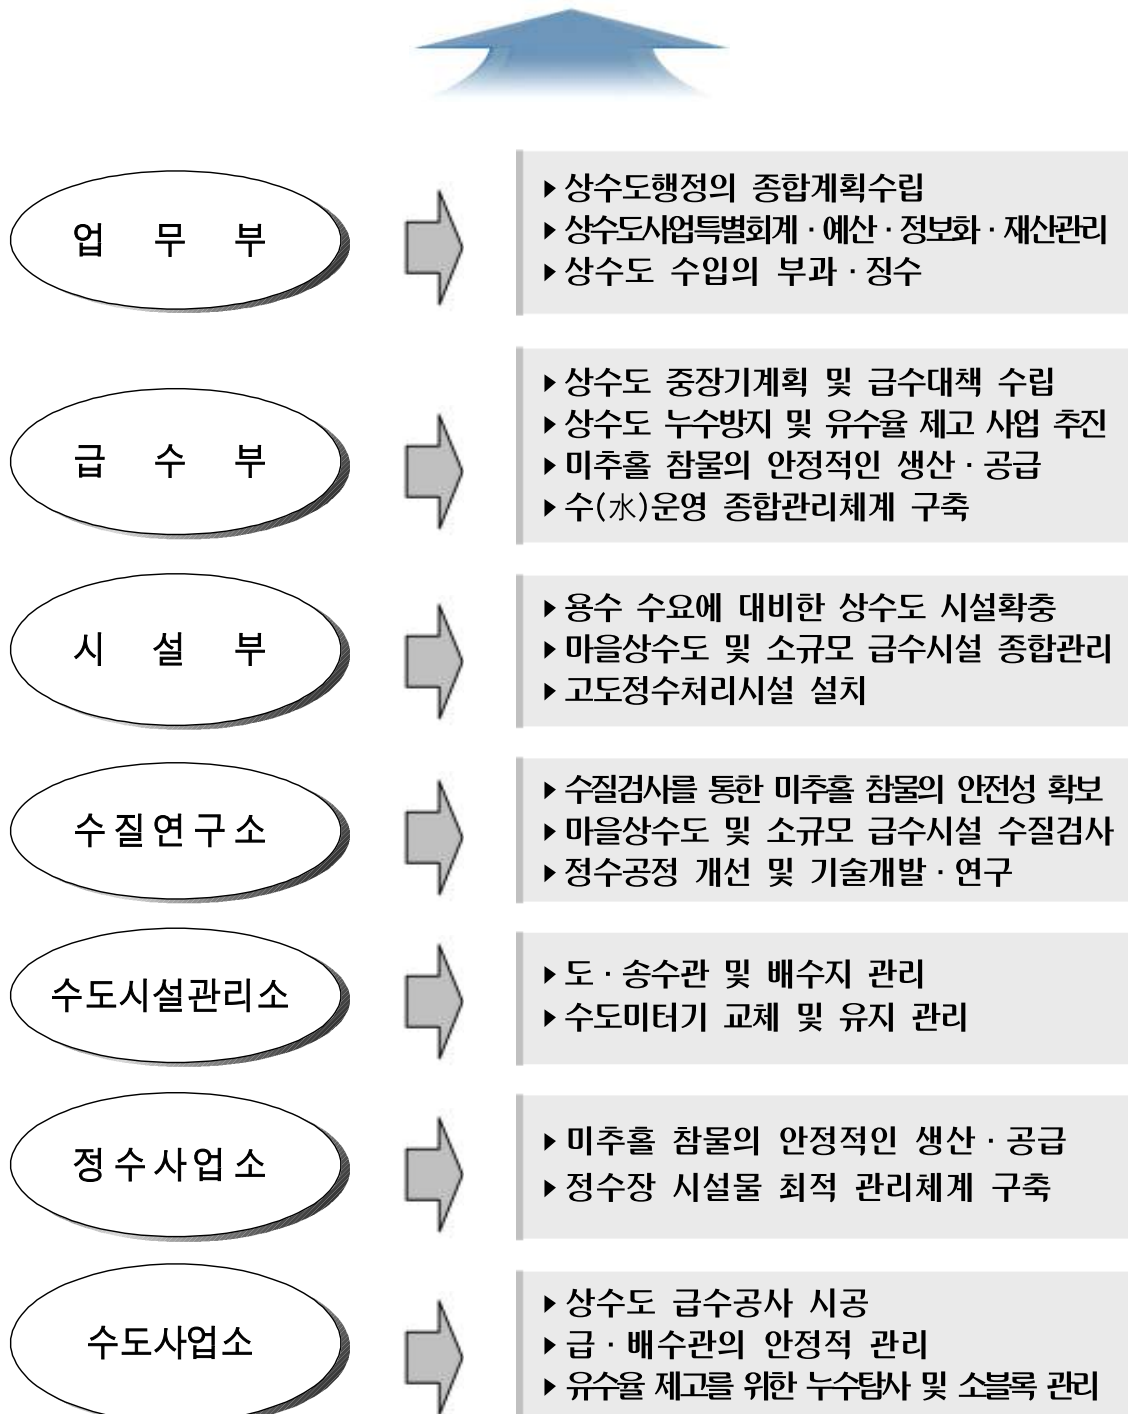 업 무 부
▸상수도행정의 종합계획수립
▸상수도사업특별회계·예산·정보화·재산관리
▸상수도 수입의 부과·징수
급 수 부
▸상수도 중장기계획 및 급수대책 수립
▸상수도 누수방지 및 유수율 제고 사업 추진
▸미추홀 참물의 안정적인 생산·공급
▸수(水)운영 종합관리체계 구축
시 설 부
▸용수 수요에 대비한 상수도 시설확충
▸마을상수도 및 소규모 급수시설 종합관리
▸고도정수처리시설 설치
수질연구소
▸수질검사를 통한 미추홀 참물의 안전성 확보
▸마을상수도 및 소규모 급수시설 수질검사
▸정수공정 개선 및 기술개발·연구
수도시설관리소
▸도·송수관 및 배수지 관리
▸수도미터기 교체 및 유지 관리
정수사업소
▸미추홀 참물의 안정적인 생산·공급
▸정수장 시설물 최적 관리체계 구축
수도사업소
▸상수도 급수공사 시공
▸급·배수관의 안정적 관리
▸유수율 제고를 위한 누수탐사 및 소블록 관리